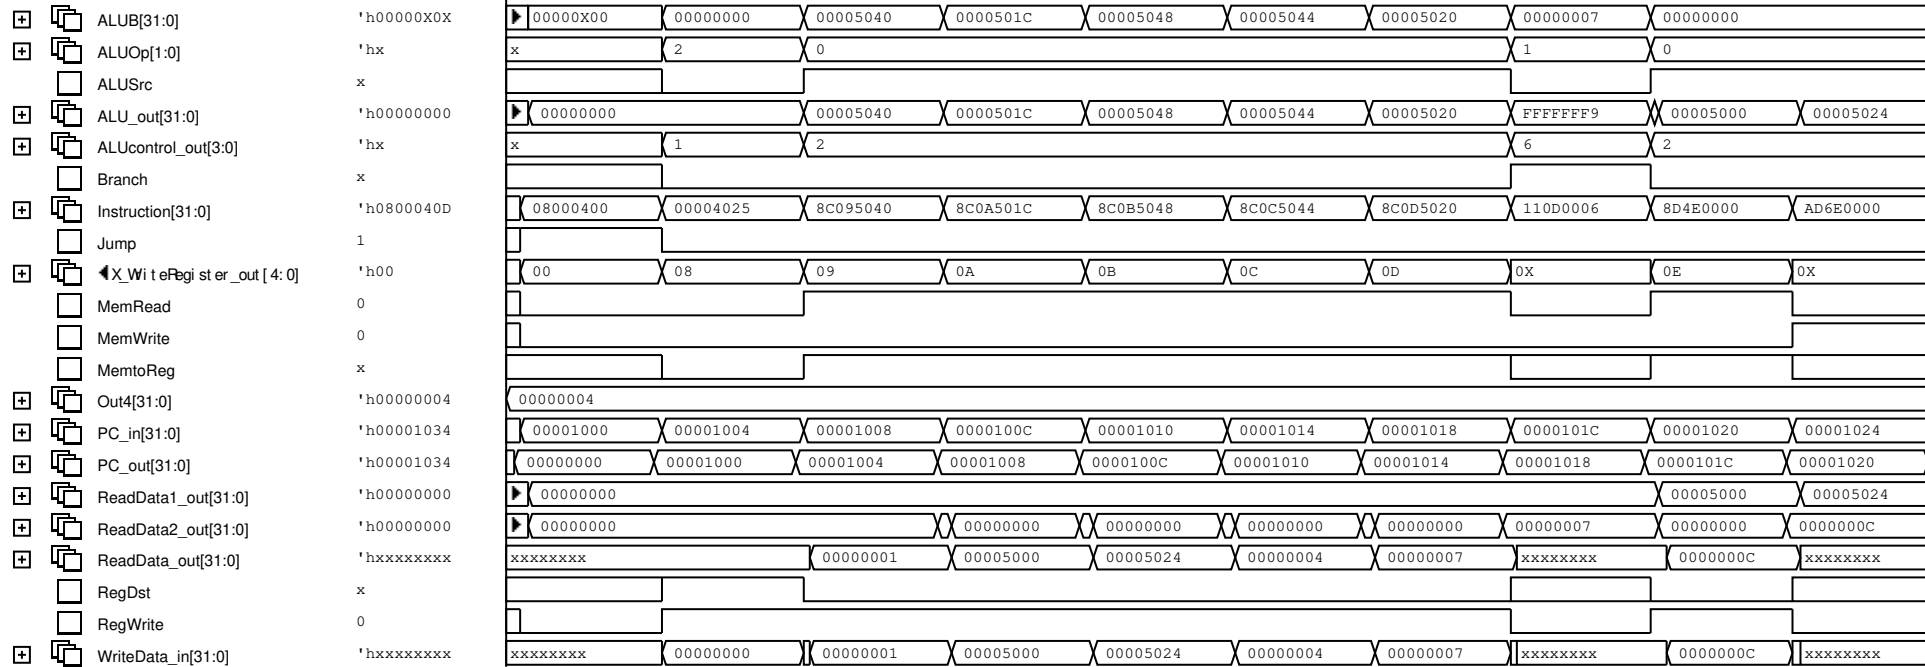 ALUB[31:0] 'h00000X0X 00000X00 00000000 00005040 0000501C 00005048 00005044 00005020 00000007 00000000
ALUOp[1:0] 'hx x 2 0 1 0
ALUSrc x
ALU_out[31:0] 'h00000000 00000000 00005040 0000501C 00005048 00005044 00005020 FFFFFFF9 00005000 00005024
ALUcontrol_out[3:0] 'hx x 1 2 6 2
Branch x
Instruction[31:0] 'h0800040D 08000400 00004025 8C095040 8C0A501C 8C0B5048 8C0C5044 8C0D5020 110D0006 8D4E0000 AD6E0000
Jump 1
X_WriteRegister_out[4:0] 'h00 00 08 09 0A 0B 0C 0D 0X 0E 0X
MemRead 0
MemWrite 0
MemtoReg x
Out4[31:0] 'h00000004 00000004
PC_in[31:0] 'h00001034 00001000 00001004 00001008 0000100C 00001010 00001014 00001018 0000101C 00001020 00001024
PC_out[31:0] 'h00001034 00000000 00001000 00001004 00001008 0000100C 00001010 00001014 00001018 0000101C 00001020
ReadData1_out[31:0] 'h00000000 00000000 00005000 00005024
ReadData2_out[31:0] 'h00000000 00000000 00000000 00000000 00000000 00000000 00000007 00000000 0000000C
ReadData_out[31:0] 'hxxxxxxxx xxxxxxxx 00000001 00005000 00005024 00000004 00000007 xxxxxxxx 0000000C xxxxxxxx
RegDst x
RegWrite 0
WriteData_in[31:0] 'hxxxxxxxx xxxxxxxx 00000000 00000001 00005000 00005024 00000004 00000007 xxxxxxxx 0000000C xxxxxxxx